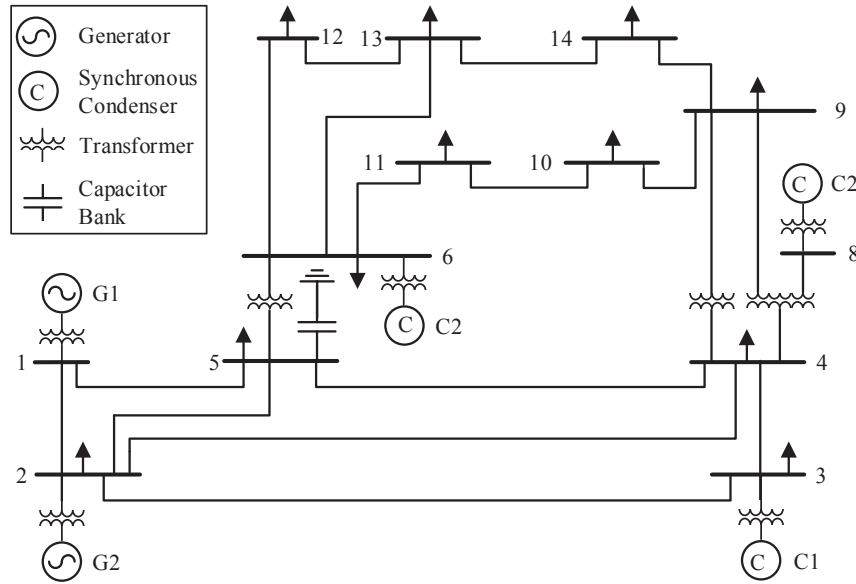 Generator
C
Synchronous
Condenser
Transformer
Capacitor
Bank
12
13
14
9
11
10
C
C2
8
6
G1
C
C2
1
5
4
2
3
G2
C
C1